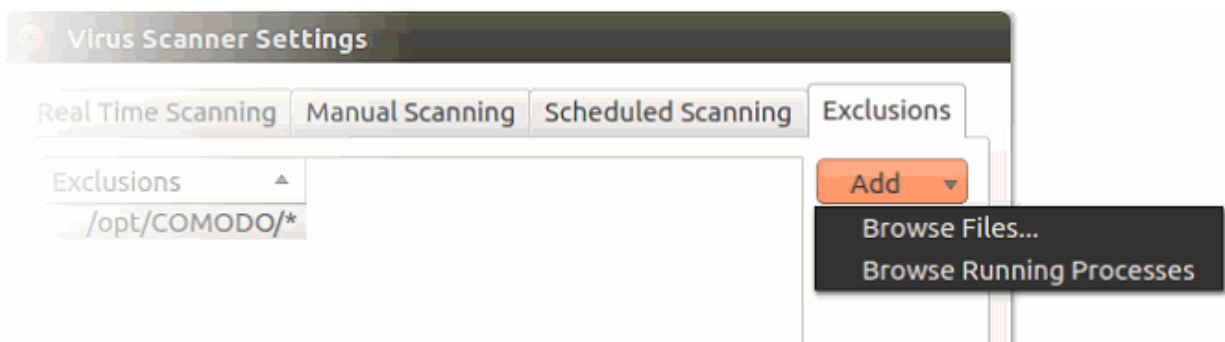 Virus Scanner Settings
Real Time Scanning Manual Scanning Scheduled Scanning Exclusions
Exclusions Add
/opt/COMODO/*
Browse Files...
Browse Running Processes